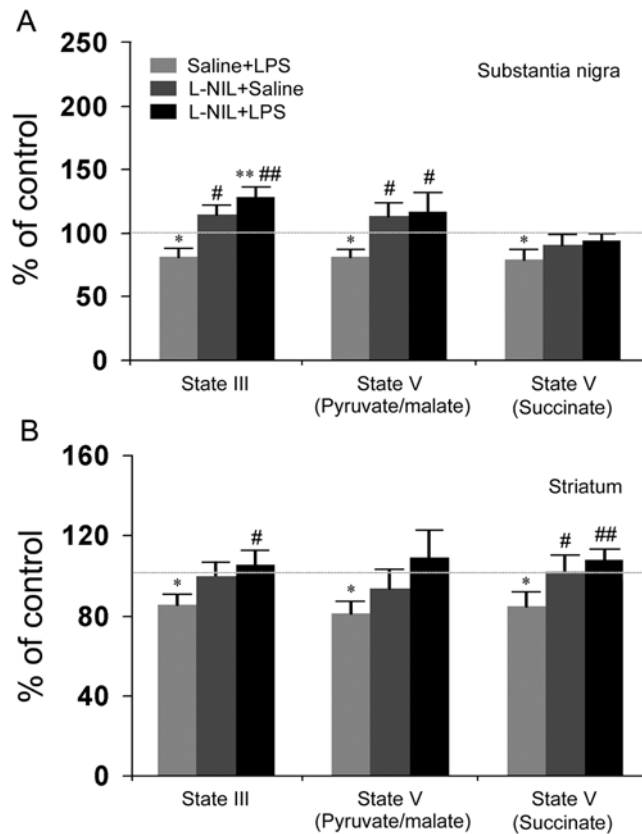 A
% of control
250
200
150
100
50
0
Saline+LPS
L-NIL+Saline
L-NIL+LPS
Substantia nigra
* # ** ##
* # #
*
State III
State V
(Pyruvate/malate)
State V
(Succinate)
B
% of control
160
120
80
40
0
Striatum
* #
*
* # ##
State III
State V
(Pyruvate/malate)
State V
(Succinate)